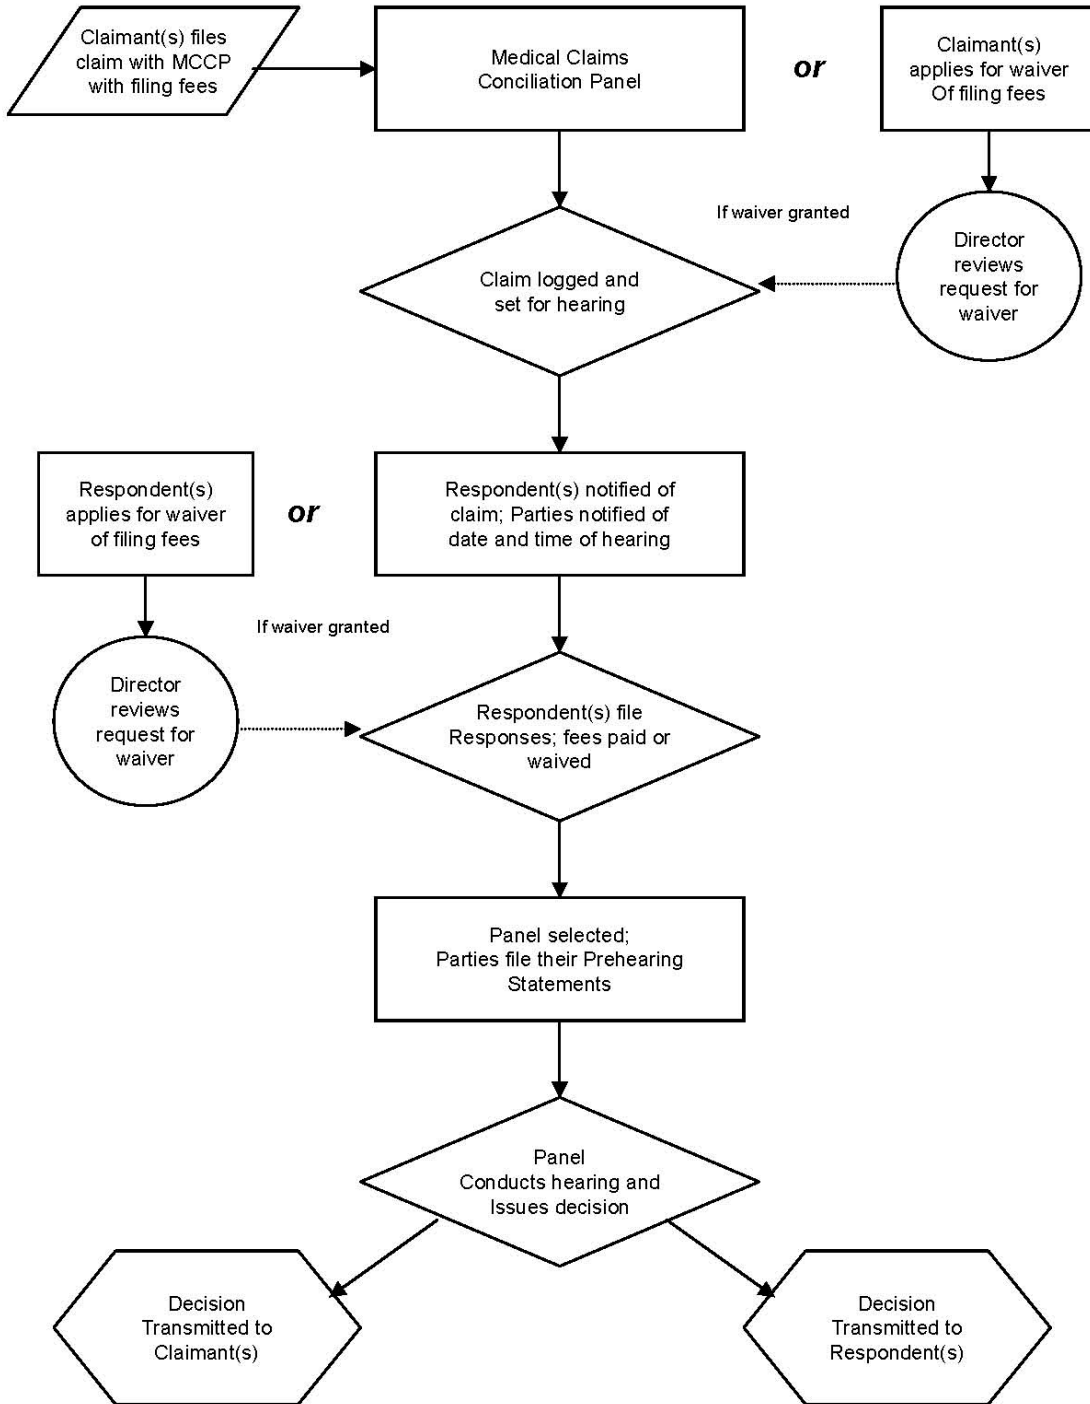 Claimant(s) files
claim with MCCP
with filing fees
Medical Claims
Conciliation Panel
or
Claimant(s)
applies for waiver
Of filing fees
If waiver granted
Director
reviews
request for
waiver
Claim logged and
set for hearing
Respondent(s)
applies for waiver
of filing fees
or
Respondent(s) notified of
claim; Parties notified of
date and time of hearing
If waiver granted
Director
reviews
request for
waiver
Respondent(s) file
Responses; fees paid or
waived
Panel selected;
Parties file their Prehearing
Statements
Panel
Conducts hearing and
Issues decision
Decision
Transmitted to
Claimant(s)
Decision
Transmitted to
Respondent(s)